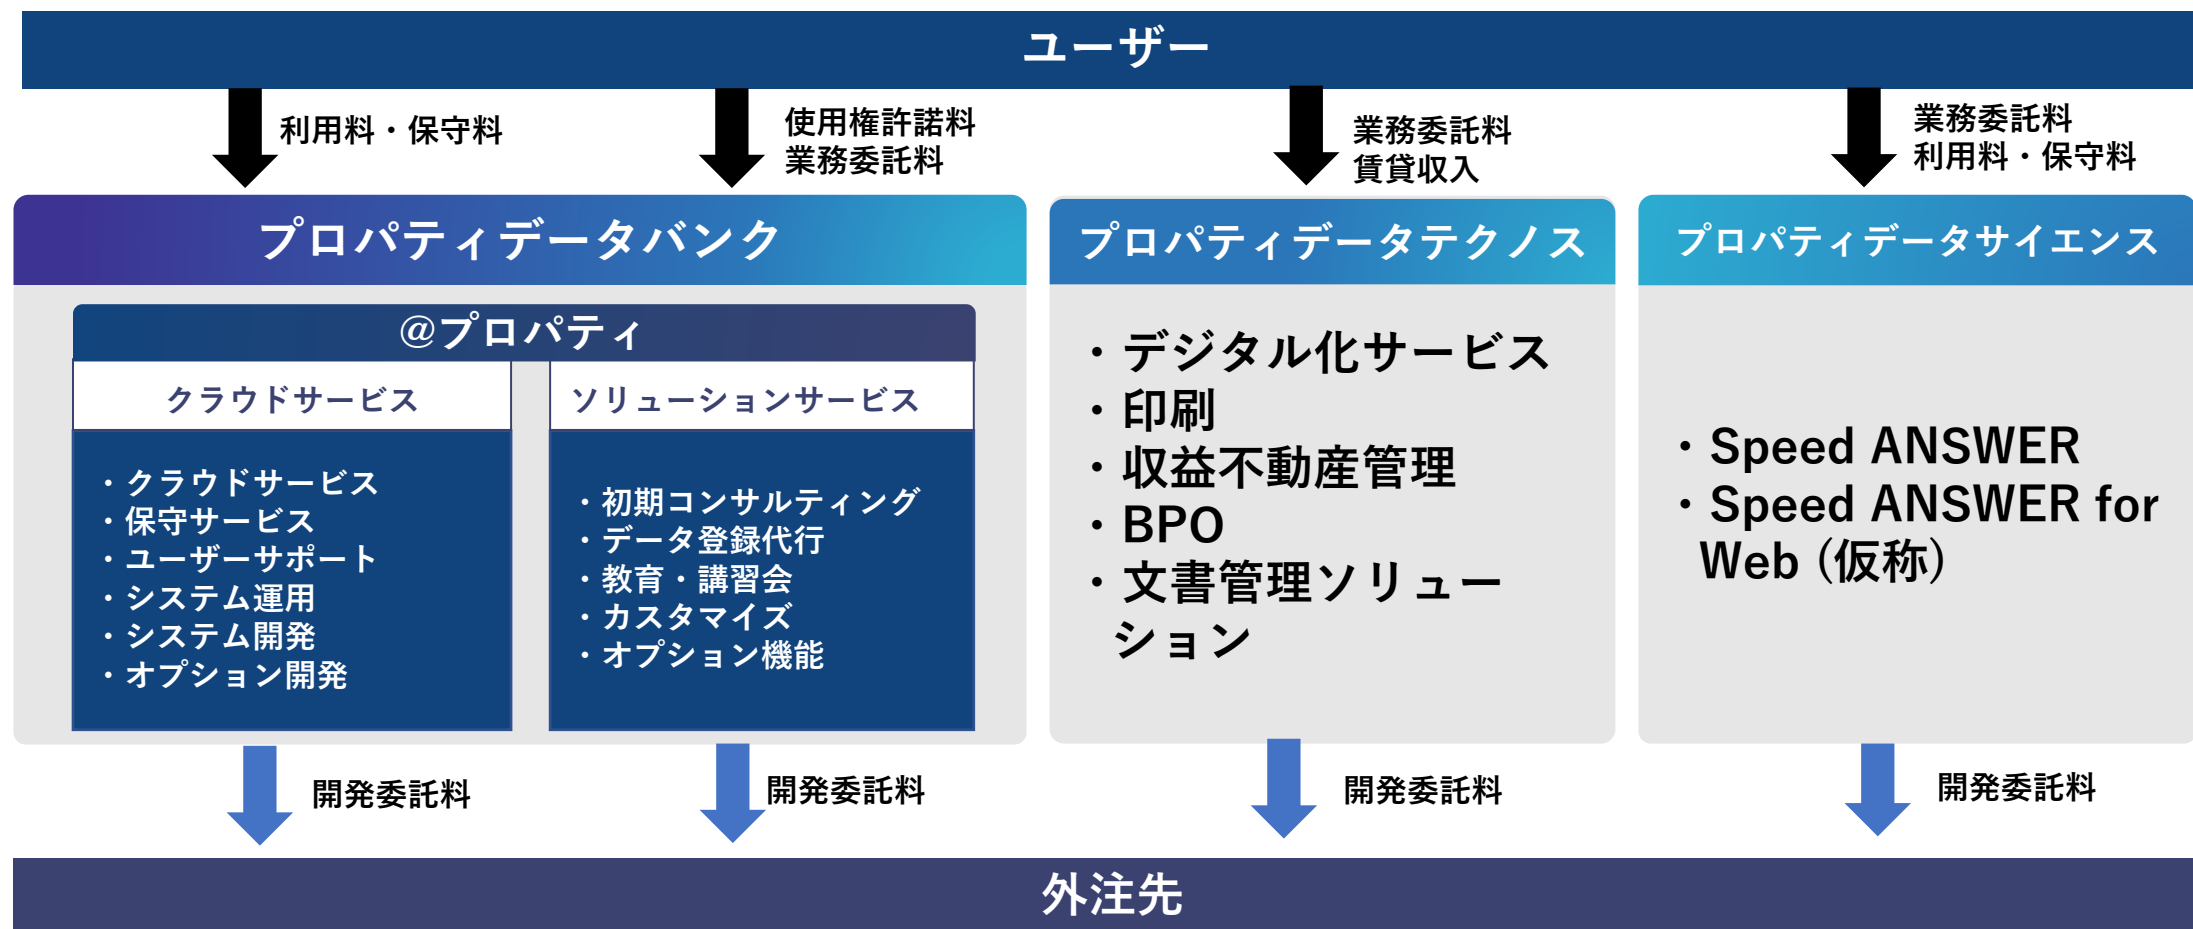 ユーザー
利用料・保守料
使用権許諾料
業務委託料
業務委託料
賃貸収入
業務委託料
利用料・保守料
プロパティデータバンク
@プロパティ
クラウドサービス
・クラウドサービス
・保守サービス
・ユーザーサポート
・システム運用
・システム開発
・オプション開発
ソリューションサービス
・初期コンサルティング
・データ登録代行
・教育・講習会
・カスタマイズ
・オプション機能
プロパティデータテクノス
・デジタル化サービス
・印刷
・収益不動産管理
・BPO
・文書管理ソリュー
ション
プロパティデータサイエンス
・Speed ANSWER
・Speed ANSWER for
Web (仮称)
開発委託料
開発委託料
開発委託料
開発委託料
外注先